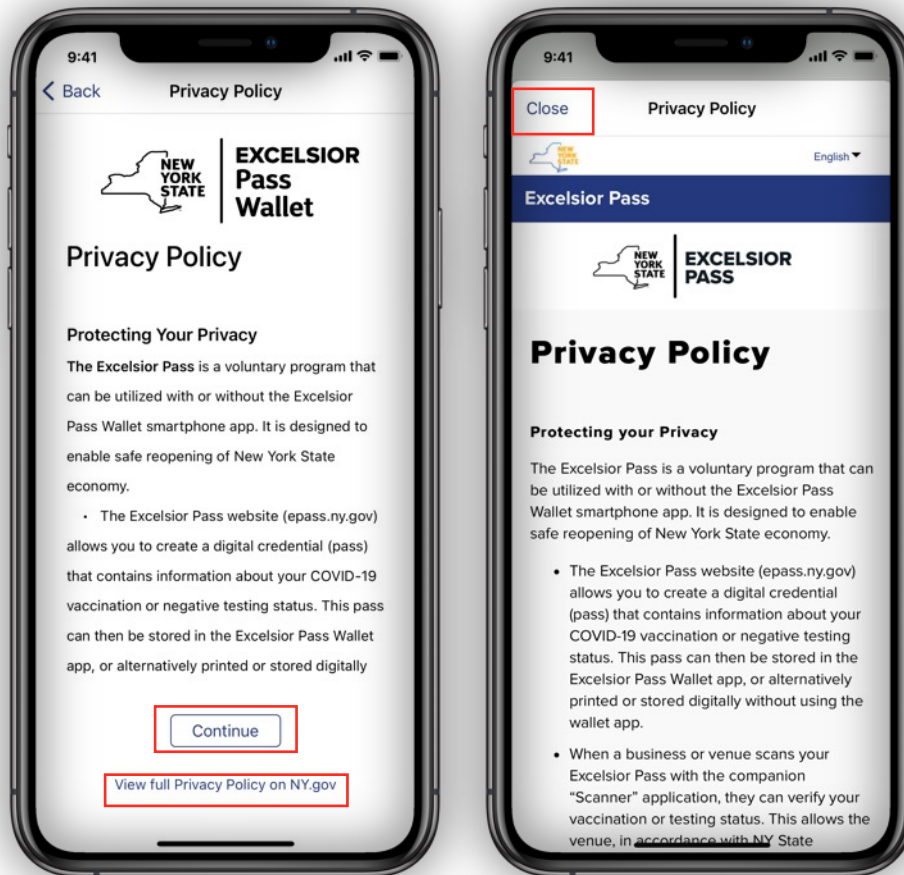 9:41
Back
Privacy Policy
NEW
YORK
STATE
EXCELSIOR
Pass
Wallet
Privacy Policy
Protecting Your Privacy
The Excelsior Pass is a voluntary program that
can be utilized with or without the Excelsior
Pass Wallet smartphone app. It is designed to
enable safe reopening of New York State
economy.
• The Excelsior Pass website (epass.ny.gov)
allows you to create a digital credential (pass)
that contains information about your COVID-19
vaccination or negative testing status. This pass
can then be stored in the Excelsior Pass Wallet
app, or alternatively printed or stored digitally
Continue
View full Privacy Policy on NY.gov
9:41
Close
Privacy Policy
NEW
YORK
STATE
English
Excelsior Pass
NEW
YORK
STATE
EXCELSIOR
PASS
Privacy Policy
Protecting your Privacy
The Excelsior Pass is a voluntary program that can
be utilized with or without the Excelsior Pass
Wallet smartphone app. It is designed to enable
safe reopening of New York State economy.
• The Excelsior Pass website (epass.ny.gov)
allows you to create a digital credential
(pass) that contains information about your
COVID-19 vaccination or negative testing
status. This pass can then be stored in the
Excelsior Pass Wallet app, or alternatively
printed or stored digitally without using the
wallet app.
• When a business or venue scans your
Excelsior Pass with the companion
“Scanner” application, they can verify your
vaccination or testing status. This allows the
venue, in accordance with NY State